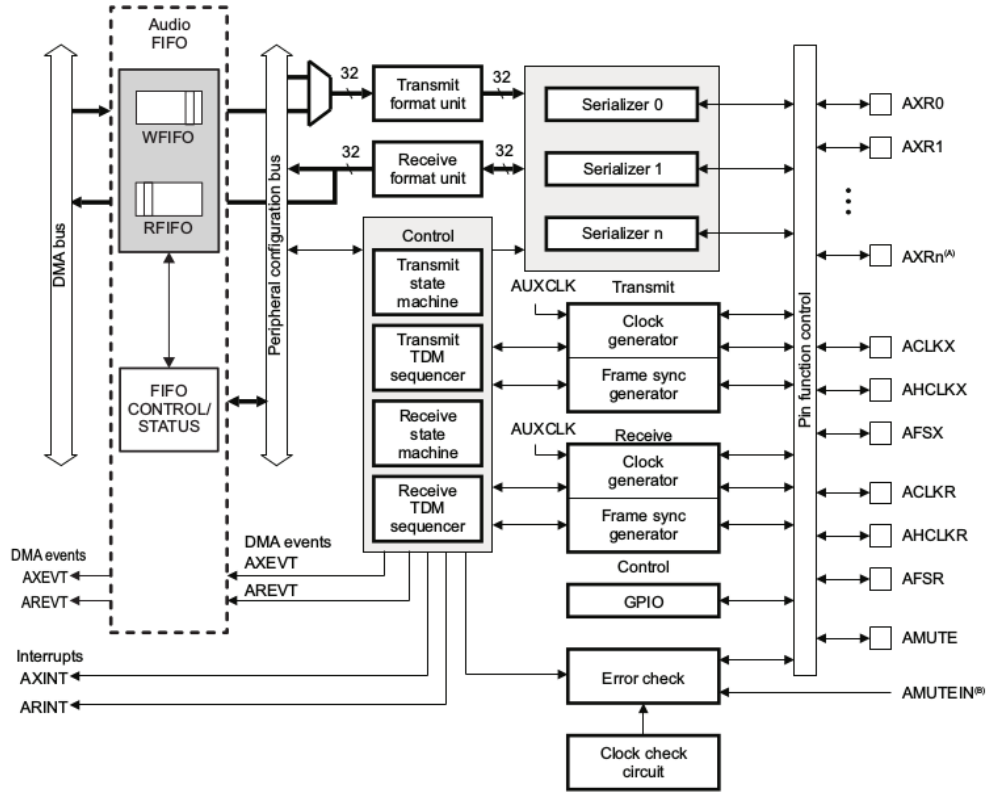 Audio
FIFO
WFIFO
RFIFO
DMA bus
FIFO
CONTROL/
STATUS
Peripheral configuration bus
32
Transmit
format unit
32
32
Receive
format unit
32
Serializer 0
Serializer 1
Serializer n
Control
Transmit
state
machine
Transmit
TDM
sequencer
Receive
state
machine
Receive
TDM
sequencer
AUXCLK
Transmit
Clock
generator
Frame sync
generator
AUXCLK
Receive
Clock
generator
Frame sync
generator
Control
GPIO
Error check
Clock check
circuit
Pin function control
AXR0
AXR1
AXRn(A)
ACLKX
AHCLKX
AFSX
ACLKR
AHCLKR
AFSR
AMUTE
AMUTEIN(B)
DMA events
AXEVT
AREVT
DMA events
AXEVT
AREVT
Interrupts
AXINT
ARINT